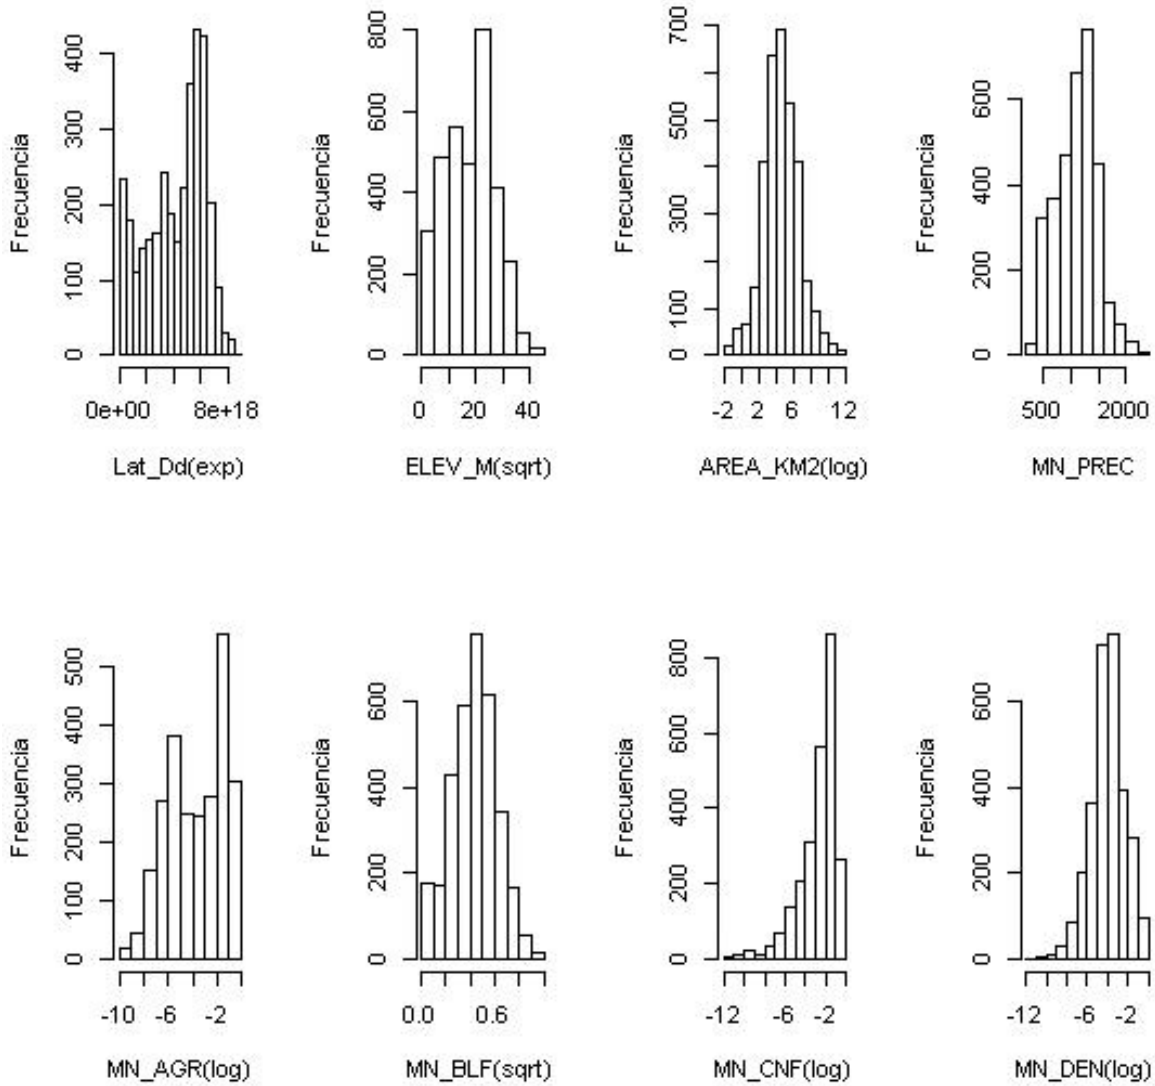 Frecuencia
0 100 200 300 400
0e+00 8e+18
Lat_Dd(exp)
Frecuencia
0 200 400 600 800
0 20 40
ELEV_M(sqrt)
Frecuencia
0 100 300 500 700
-2 2 6 12
AREA_KM2(log)
Frecuencia
0 200 400 600
500 2000
MN_PREC
Frecuencia
0 100 200 300 400 500
-10 -6 -2
MN_AGR(log)
Frecuencia
0 200 400 600
0.0 0.6
MN_BLF(sqrt)
Frecuencia
0 200 400 600 800
-12 -6 -2
MN_CNF(log)
Frecuencia
0 200 400 600
-12 -6 -2
MN_DEN(log)